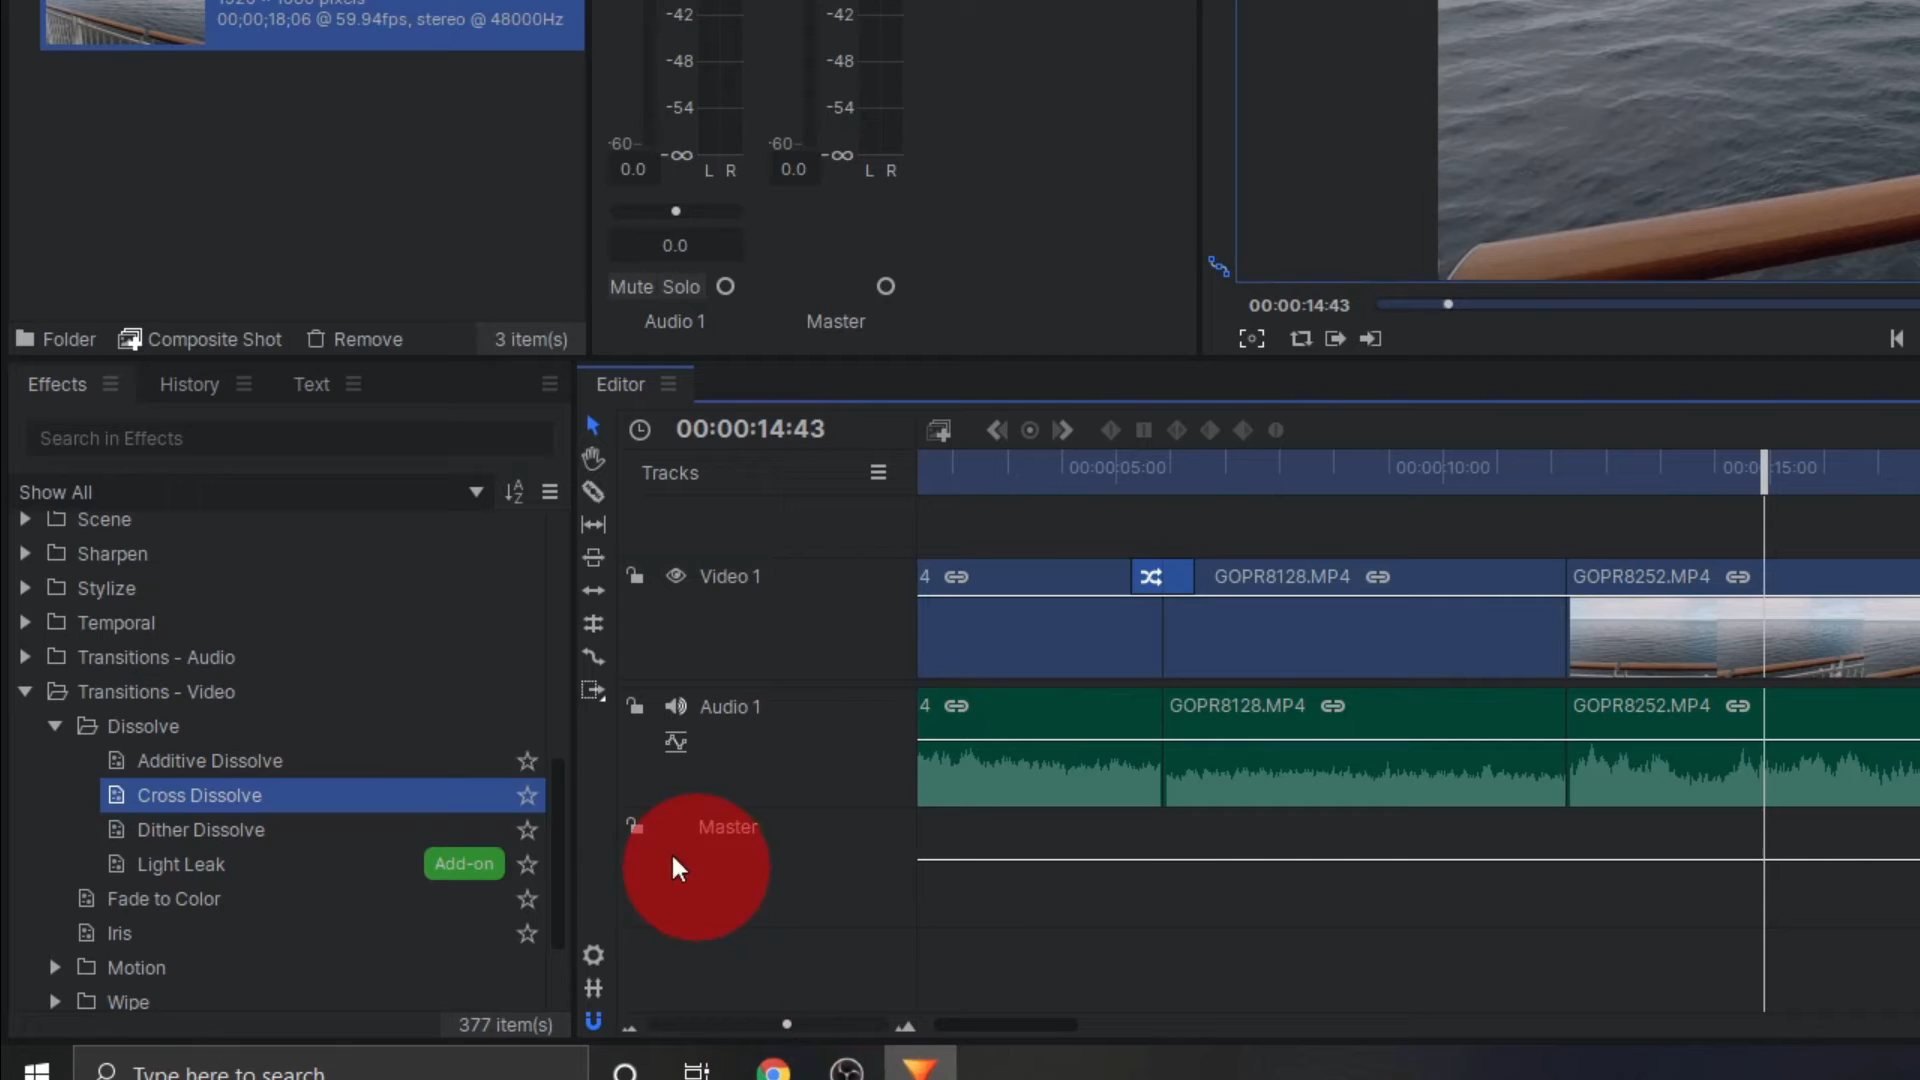 00;00;18;06 @ 59.94fps, stereo @ 48000Hz
-42
-42
-48
-48
-54
-54
-60
-60
-∞
-∞
0.0
L R
0.0
L R
0.0
Mute Solo
Audio 1
Master
00:00:14:43
Folder
Composite Shot
Remove
3 item(s)
Effects
History
Text
Editor
Search in Effects
00:00:14:43
Show All
Tracks
00:00:05:00
00:00:10:00
Scene
Sharpen
Stylize
Temporal
Transitions - Audio
Transitions - Video
Dissolve
Additive Dissolve
Cross Dissolve
Dither Dissolve
Light Leak
Add-on
Fade to Color
Iris
Motion
Wipe
377 item(s)
Video 1
4
GOPR8128.MP4
GOPR8252.MP4
Audio 1
4
GOPR8128.MP4
GOPR8252.MP4
Master
Type here to search